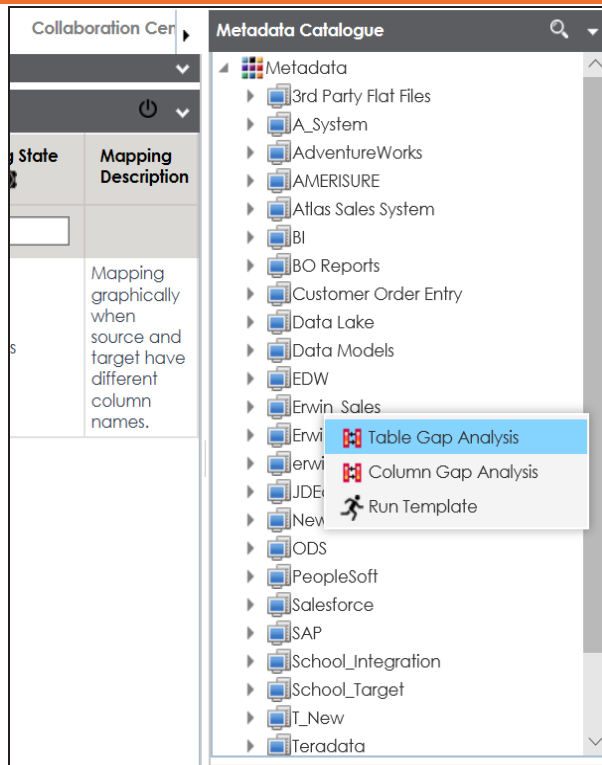 Collaboration Cen
Metadata Catalogue
State
Mapping
Description
Mapping
graphically
when
source and
target have
different
column
names.
s
Metadata
3rd Party Flat Files
A_System
AdventureWorks
AMERISURE
Atlas Sales System
BI
BO Reports
Customer Order Entry
Data Lake
Data Models
EDW
Erwin_Sales
Erwi
erwi
JDE
New
ODS
PeopleSoft
Salesforce
SAP
School_Integration
School_Target
T_New
Teradata
Table Gap Analysis
Column Gap Analysis
Run Template